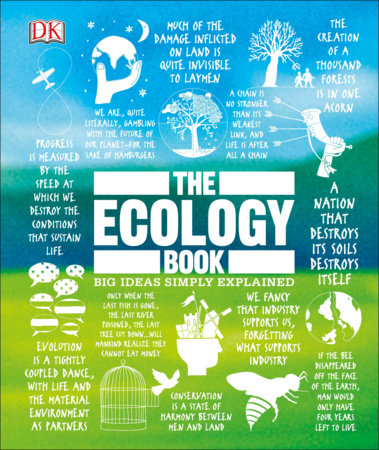 DK
MUCH OF THE
DAMAGE INFLICTED
ON LAND IS
QUITE INVISIBLE
TO LAYMEN
THE
CREATION
OF A
THOUSAND
FORESTS
IS IN ONE
ACORN
WE ARE, QUITE
LITERALLY, GAMBLING
WITH THE FUTURE OF
OUR PLANET–FOR THE
SAKE OF HAMBURGERS
A CHAIN IS
NO STRONGER
THAN ITS
WEAKEST
LINK, AND
LIFE IS AFTER
ALL A CHAIN
PROGRESS
IS MEASURED
BY THE
SPEED AT
WHICH WE
DESTROY THE
CONDITIONS
THAT SUSTAIN
LIFE
THE
ECOLOGY
BOOK
BIG IDEAS SIMPLY EXPLAINED
A
NATION
THAT
DESTROYS
ITS SOILS
DESTROYS
ITSELF
ONLY WHEN THE
LAST FISH IS GONE,
THE LAST RIVER
POISONED, THE LAST
TREE CUT DOWN...WILL
MANKIND REALIZE THEY
CANNOT EAT MONEY
WE FANCY
THAT INDUSTRY
SUPPORTS US,
FORGETTING
WHAT SUPPORTS
INDUSTRY
EVOLUTION
IS A TIGHTLY
COUPLED DANCE,
WITH LIFE AND
THE MATERIAL
ENVIRONMENT
AS PARTNERS
CONSERVATION
IS A STATE OF
HARMONY BETWEEN
MEN AND LAND
IF THE BEE
DISAPPEARED
OFF THE FACE
OF THE EARTH,
MAN WOULD
ONLY HAVE
FOUR YEARS
LEFT TO LIVE